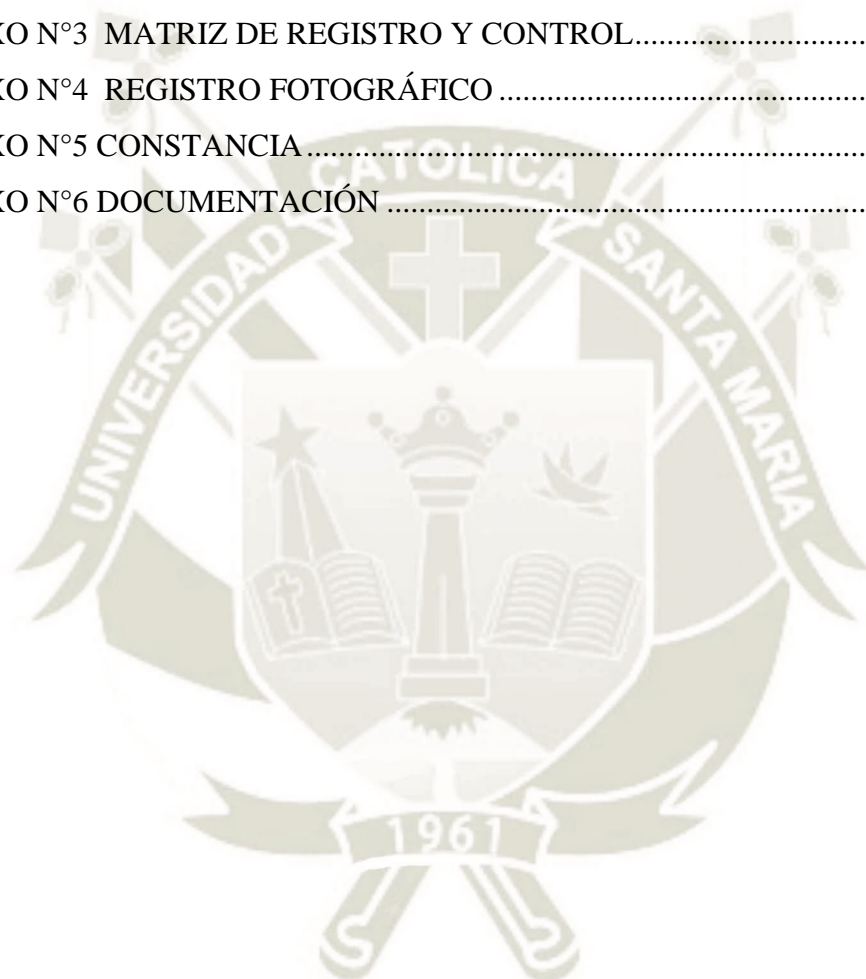 XO N°3 MATRIZ DE REGISTRO Y CONTROL............................
XO N°4 REGISTRO FOTOGRÁFICO..............................................
XO N°5 CONSTANCIA......................................................................
XO N°6 DOCUMENTACIÓN............................................................
UNIVERSIDAD CATOLICA SANTA MARIA
1961